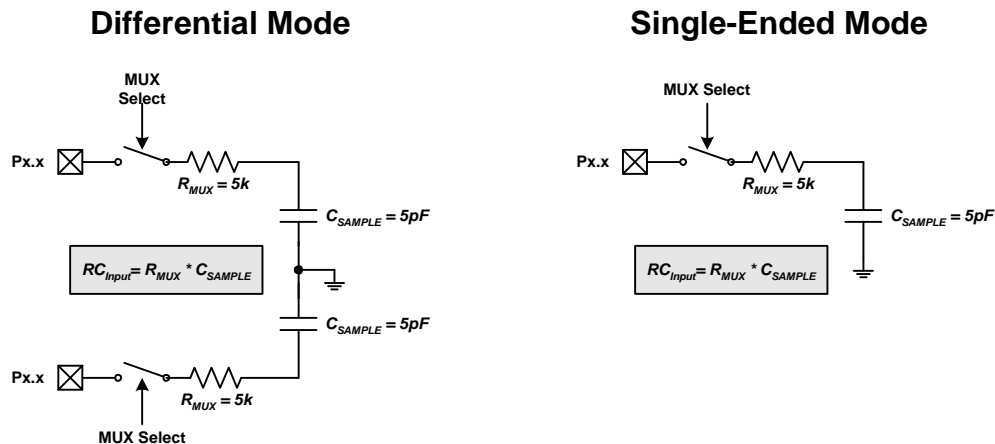 Differential Mode
MUX
Select
Px.x
R_MUX = 5k
C_SAMPLE = 5pF
RC_Input= R_MUX * C_SAMPLE
C_SAMPLE = 5pF
Px.x
R_MUX = 5k
MUX Select
Single-Ended Mode
MUX Select
Px.x
R_MUX = 5k
C_SAMPLE = 5pF
RC_Input= R_MUX * C_SAMPLE